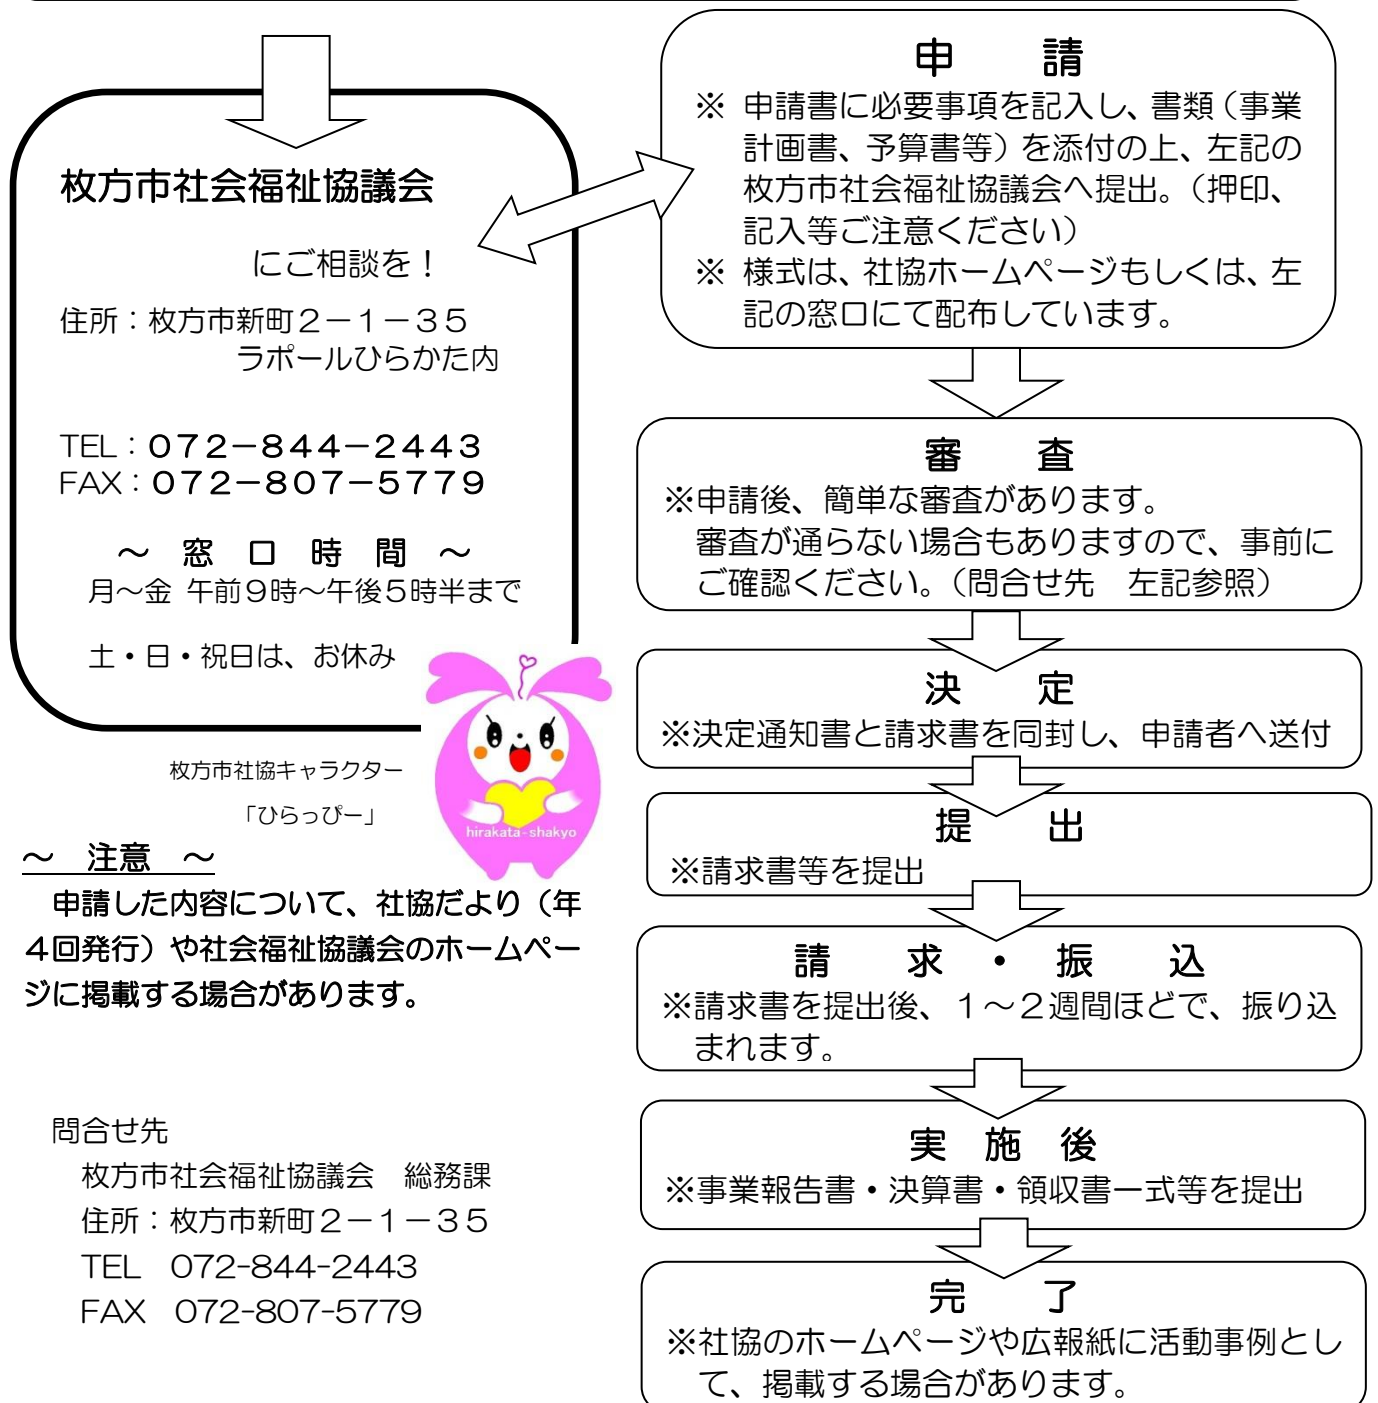 枚方市社会福祉協議会
にご相談を！
住所：枚方市新町２－１－３５
ラポールひらかた内
TEL：０７２－８４４－２４４３
FAX：０７２－８０７－５７７９
～　窓　口　時　間　～
月～金 午前９時～午後５時半まで
土・日・祝日は、お休み
枚方市社協キャラクター
「ひらっぴー」
hirakata-shakyo
～　注意　～
申請した内容について、社協だより（年
４回発行）や社会福祉協議会のホームペー
ジに掲載する場合があります。
問合せ先
枚方市社会福祉協議会　総務課
住所：枚方市新町２－１－３５
TEL　072-844-2443
FAX　072-807-5779
申　　請
※ 申請書に必要事項を記入し、書類（事業
計画書、予算書等）を添付の上、左記の
枚方市社会福祉協議会へ提出。（押印、
記入等ご注意ください）
※ 様式は、社協ホームページもしくは、左
記の窓口にて配布しています。
審　　査
※申請後、簡単な審査があります。
審査が通らない場合もありますので、事前に
ご確認ください。（問合せ先　左記参照）
決　　定
※決定通知書と請求書を同封し、申請者へ送付
提　　出
※請求書等を提出
請　　求　・　振　　込
※請求書を提出後、１～２週間ほどで、振り込
まれます。
実　施　後
※事業報告書・決算書・領収書一式等を提出
完　　了
※社協のホームページや広報紙に活動事例とし
て、掲載する場合があります。